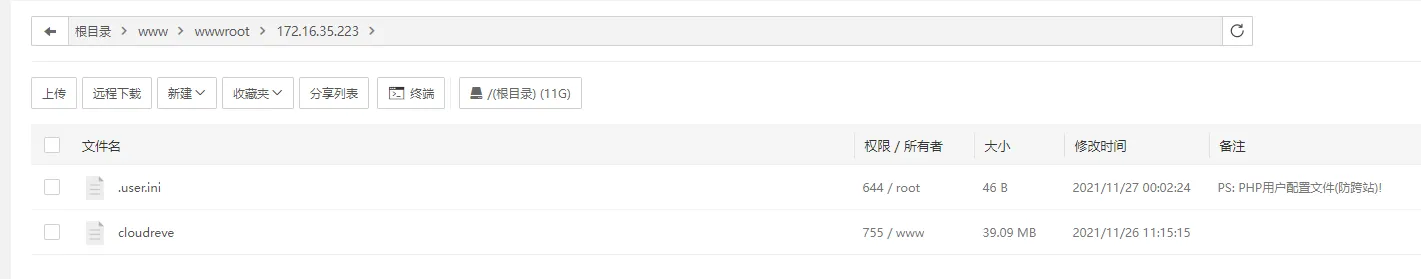 根目录 > www > wwwroot > 172.16.35.223 >
上传 远程下载 新建 收藏夹 分享列表 终端 /(根目录) (11G)
文件名 权限 / 所有者 大小 修改时间 备注
.user.ini 644 / root 46 B 2021/11/27 00:02:24 PS: PHP用户配置文件(防跨站)!
cloudreve 755 / www 39.09 MB 2021/11/26 11:15:15